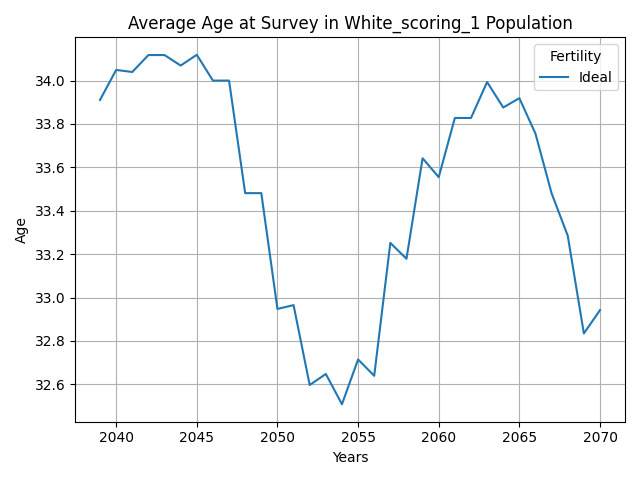 Average Age at Survey in White_scoring_1 Population
Fertility
Ideal
Age
34.0
33.8
33.6
33.4
33.2
33.0
32.8
32.6
2040 2045 2050 2055 2060 2065 2070
Years